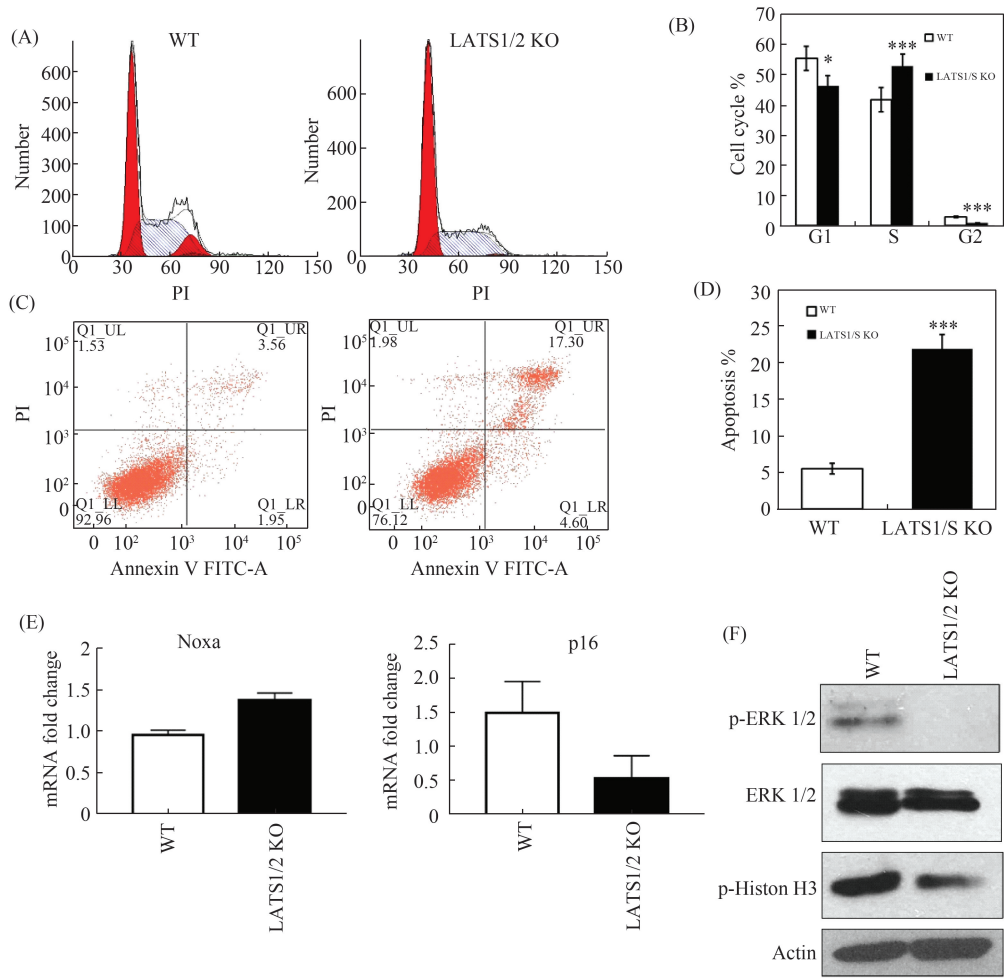 (A)
WT
LATS1/2 KO
Number
600
500
400
300
200
100
0
0 30 60 90 120 150
PI
Number
600
400
200
0
0 30 60 90 120 150
PI
(B)
Cell cycle %
70
60
50
40
30
20
10
0
* *** ***
WT
LATS1/S KO
G1 S G2
(C)
PI
Q1_UL
1.53
Q1_UR
3.56
Q1_LL
92.96
Q1_LR
1.95
10⁵
10⁴
10³
10²
0
0 10² 10³ 10⁴ 10⁵
Annexin V FITC-A
PI
Q1_UL
1.98
Q1_UR
17.30
Q1_LL
76.12
Q1_LR
4.60
10⁵
10⁴
10³
10²
0
0 10² 10³ 10⁴ 10⁵
Annexin V FITC-A
(D)
Apoptosis %
30
25
20
15
10
5
0
WT
LATS1/S KO
***
WT LATS1/S KO
(E)
Noxa
mRNA fold change
2
1.5
1.0
0.5
0
WT
LATS1/2 KO
p16
mRNA fold change
2.5
2.0
1.5
1.0
0.5
0
WT
LATS1/2 KO
(F)
WT
LATS1/2 KO
p-ERK 1/2
ERK 1/2
p-Histon H3
Actin